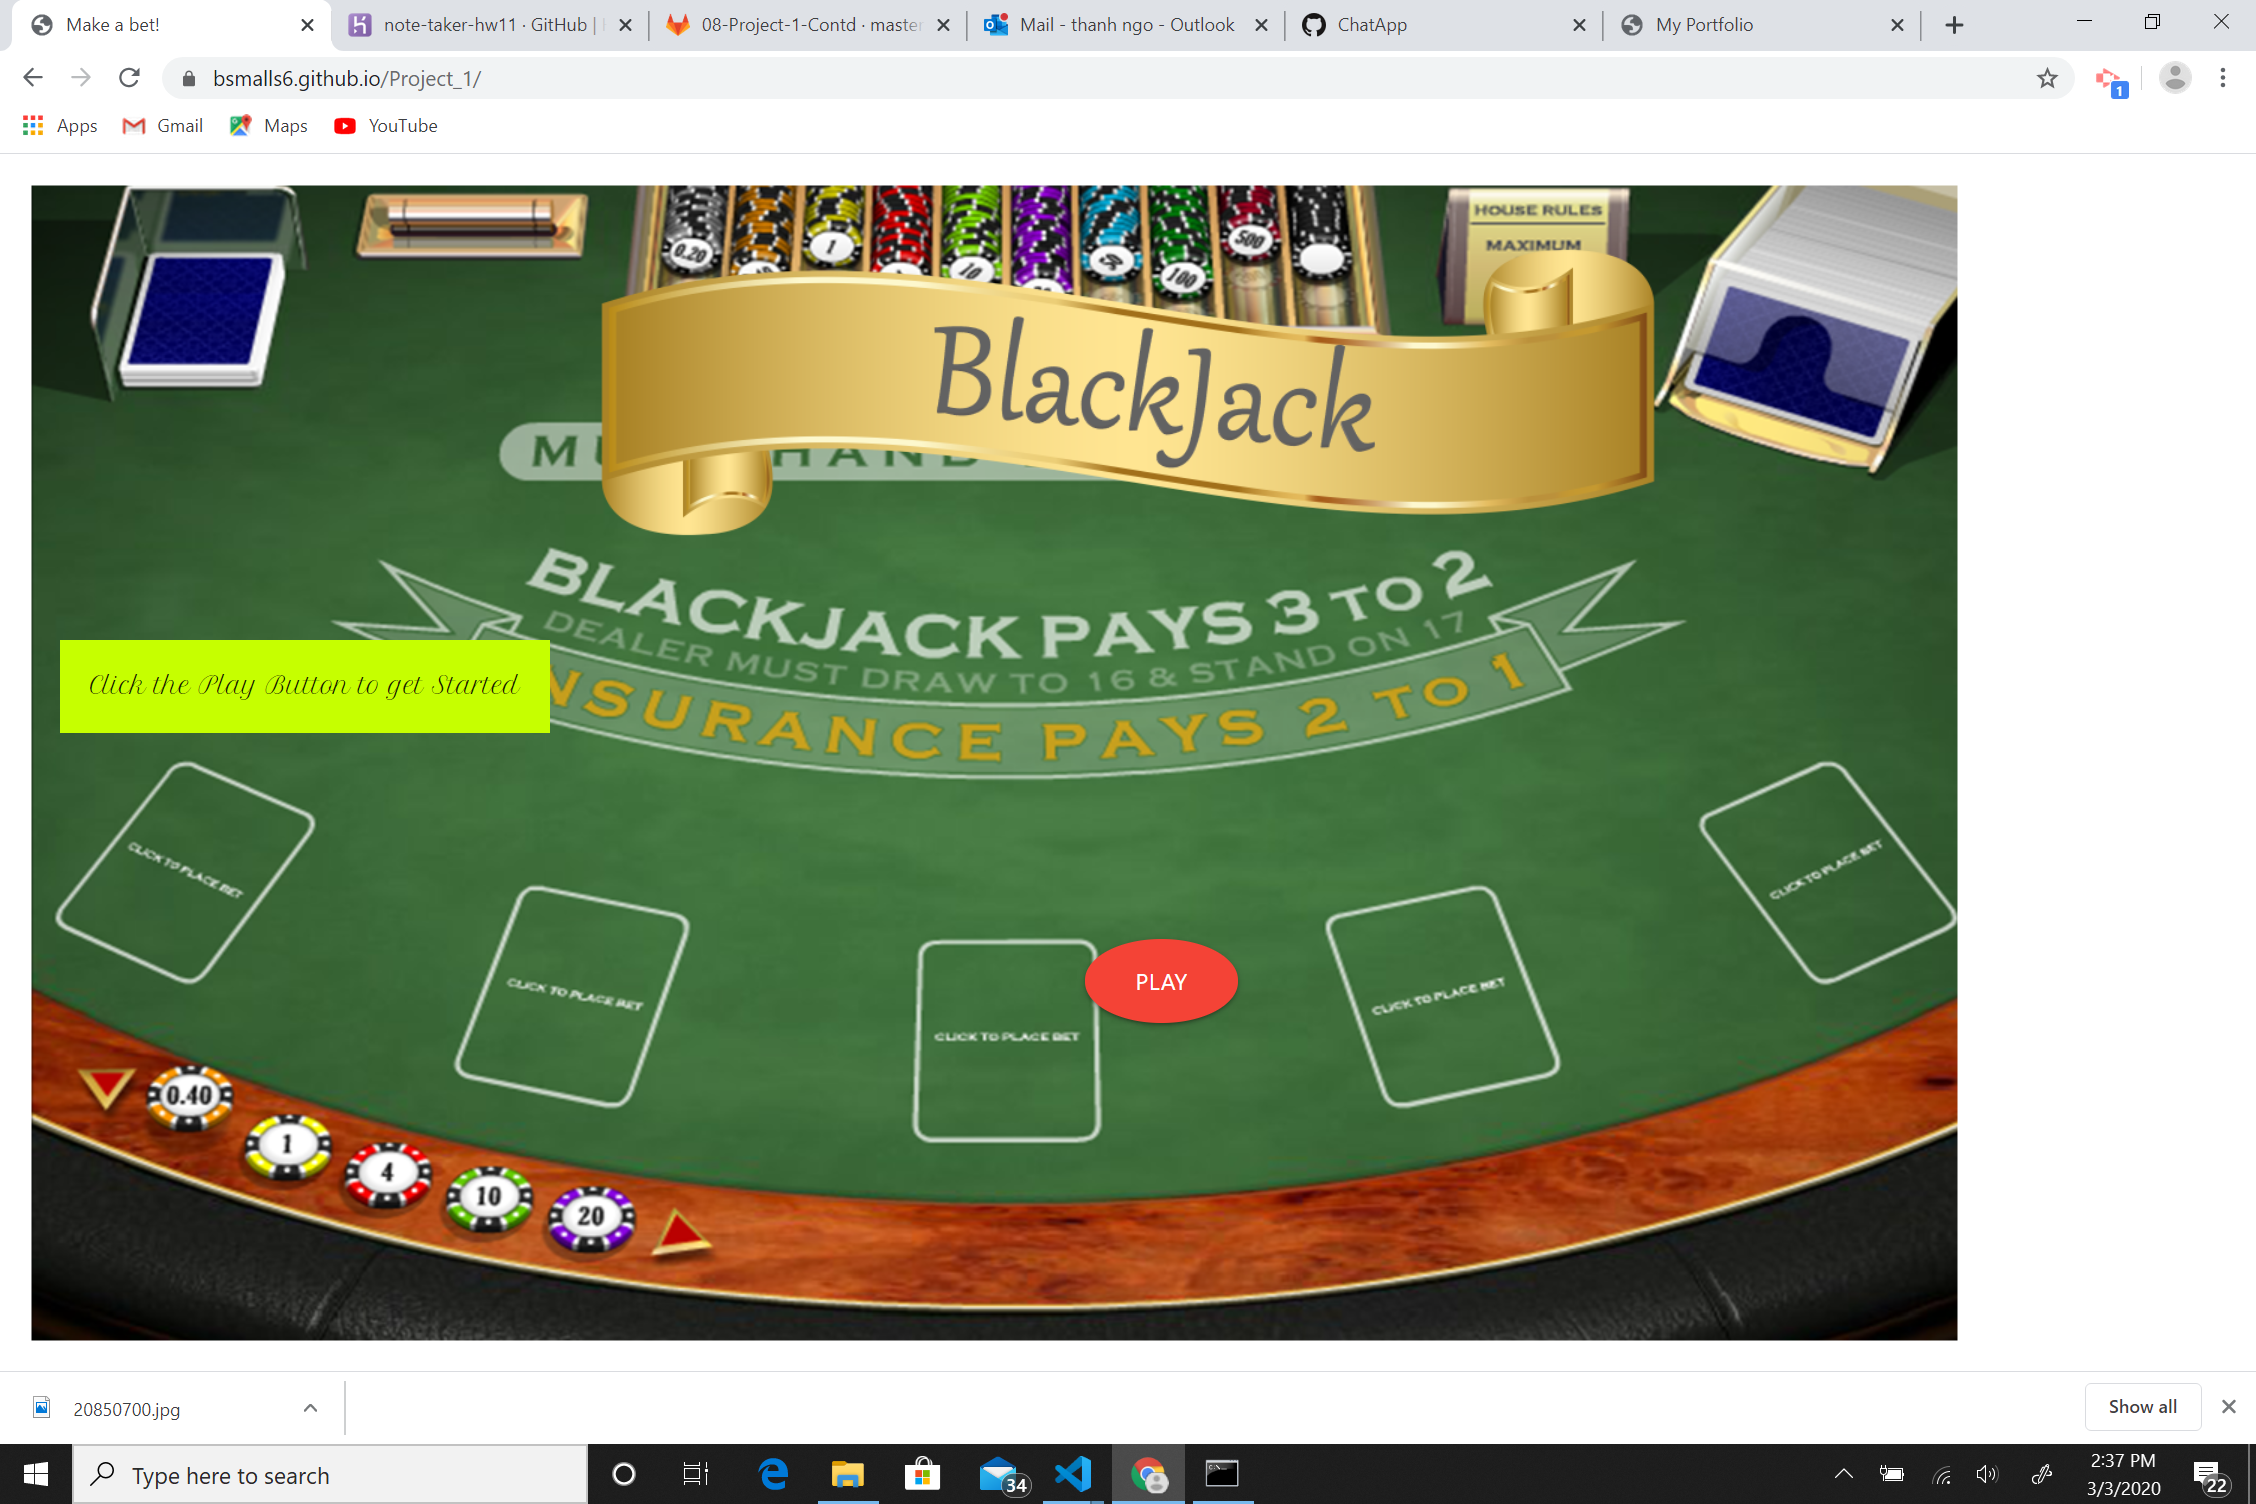 Make a bet!
note-taker-hw11 · GitHub |
08-Project-1-Contd · master
Mail - thanh ngo - Outlook
ChatApp
My Portfolio
bsmalls6.github.io/Project_1/
1
Apps
Gmail
Maps
YouTube
HOUSE RULES
MAXIMUM
0.20
1
10
100
500
BlackJack
HAND
BLACKJACK PAYS 3 TO 2
DEALER MUST DRAW TO 16 & STAND ON 17
NSURANCE PAYS 2 TO 1
Click the Play Button to get Started
CLICK TO PLACE BET
CLICK TO PLACE BET
CLICK TO PLACE BET
CLICK TO PLACE BET
CLICK TO PLACE BET
PLAY
0.40
1
4
10
20
20850700.jpg
Show all
Type here to search
34
2:37 PM
3/3/2020
22